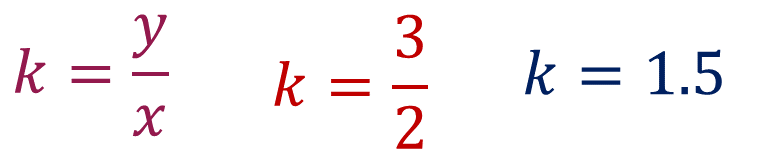 k = y/x k = 3/2 k = 1.5